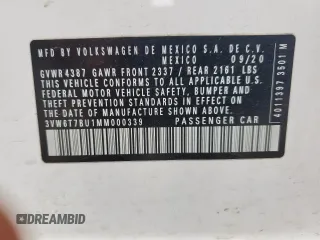 MFD. BY VOLKSWAGEN DE MEXICO S.A. DE C.V.
MEXICO 09/20
GVWR 4387 GAWR FRONT 2337 / REAR 2161 LBS
THIS VEHICLE CONFORMS TO ALL APPLICABLE
FEDERAL MOTOR VEHICLE SAFETY, BUMPER AND
THEFT PREVENTION STANDARDS IN EFFECT ON
THE DATE OF MANUFACTURE SHOWN ABOVE
3VW6T7BU1MM000339 PASSENGER CAR
4011397 3501 M
DREAMBID